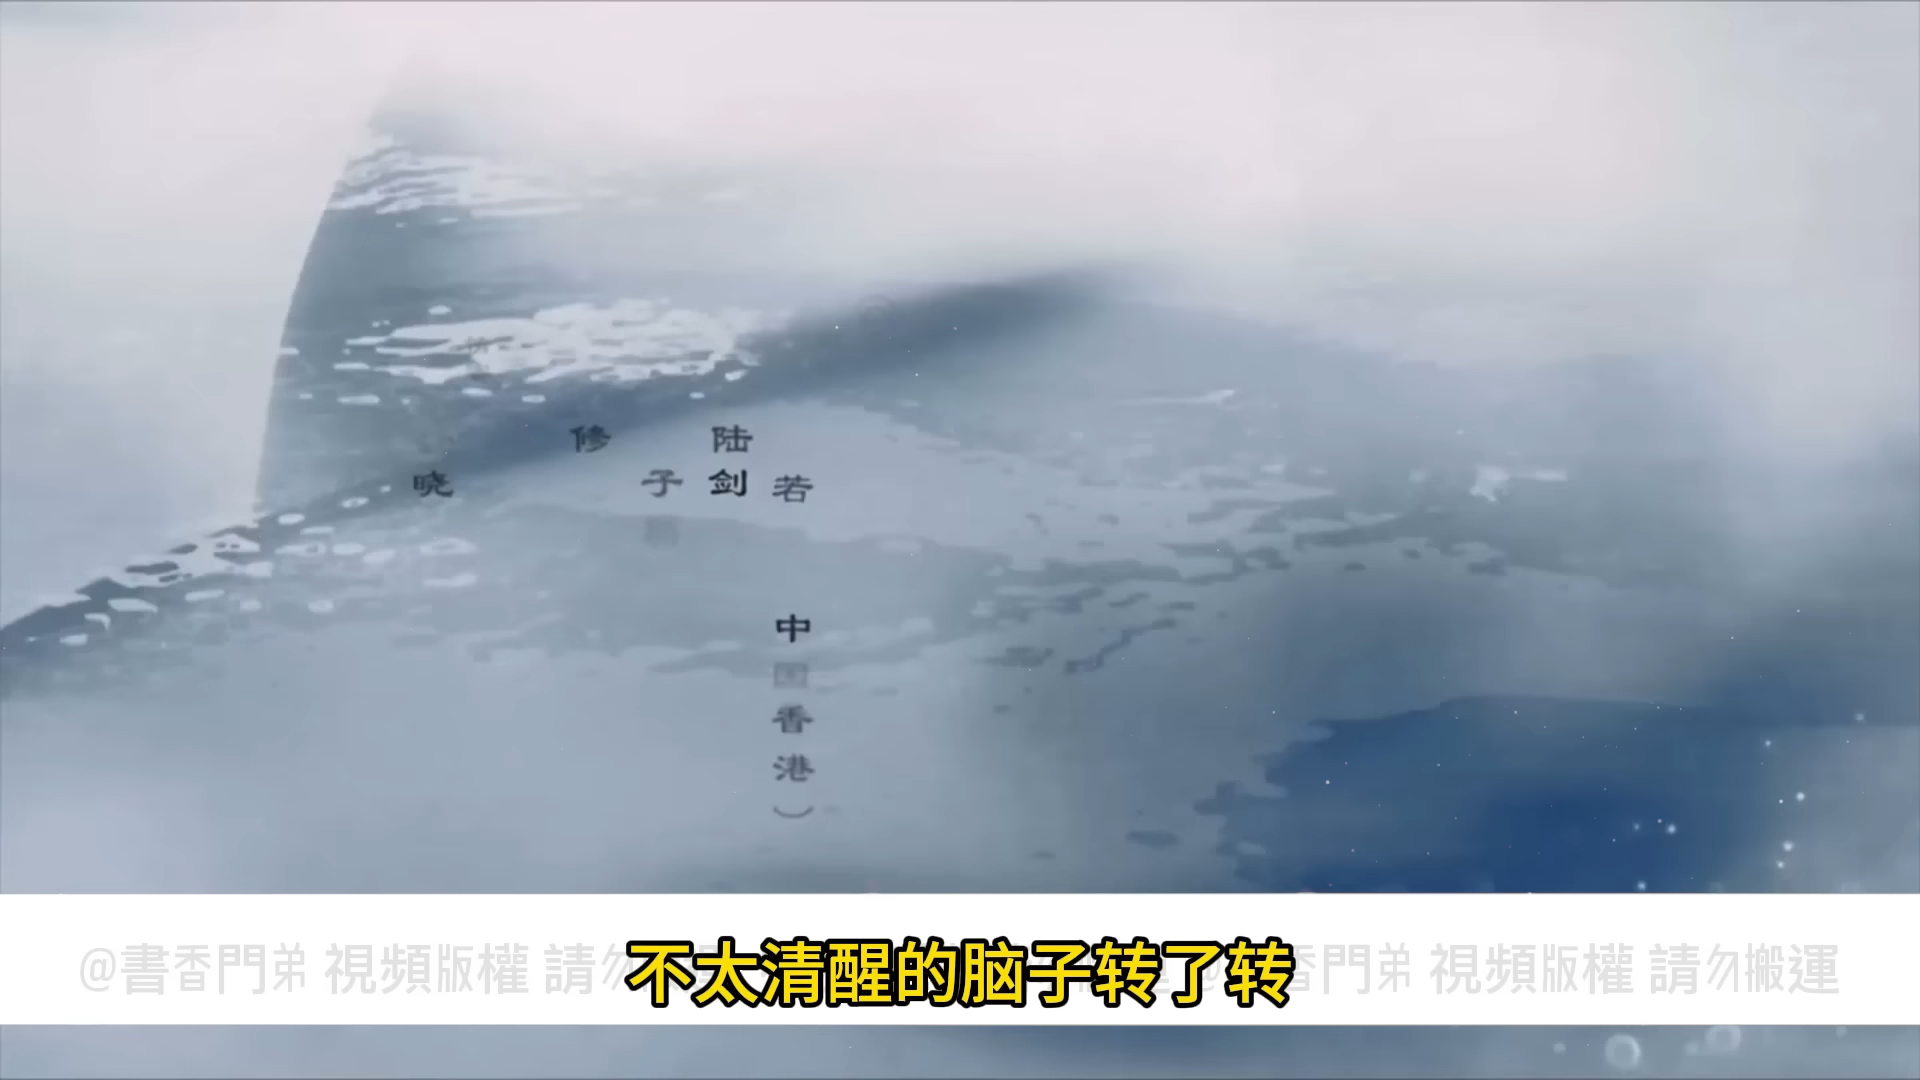 修
陆
晓
子
剑
若
中国香港）
@書香門弟 視頻版權 請勿
香門弟 視頻版權 請勿搬運
不太清醒的脑子转了转